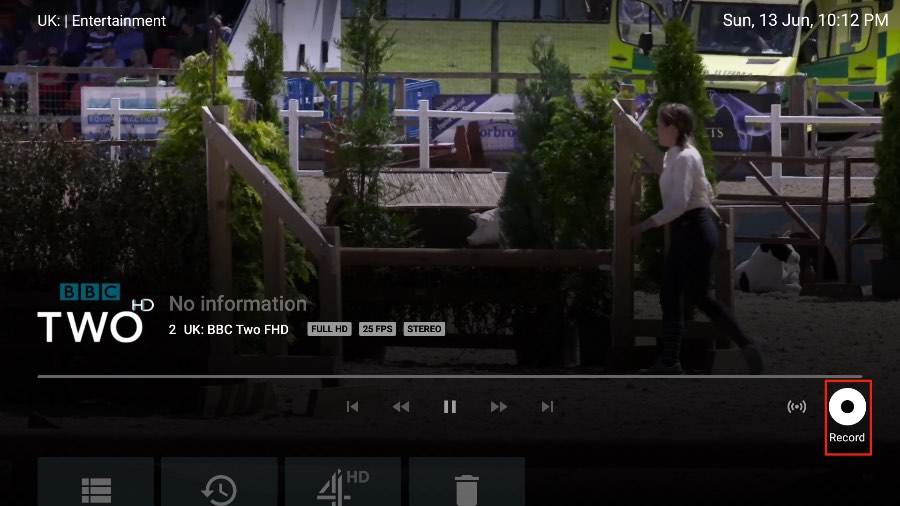 UK: | Entertainment
Sun, 13 Jun, 10:12 PM
BBC
TWO HD
No information
2 UK: BBC Two FHD
FULL HD
25 FPS
STEREO
Record
4 HD